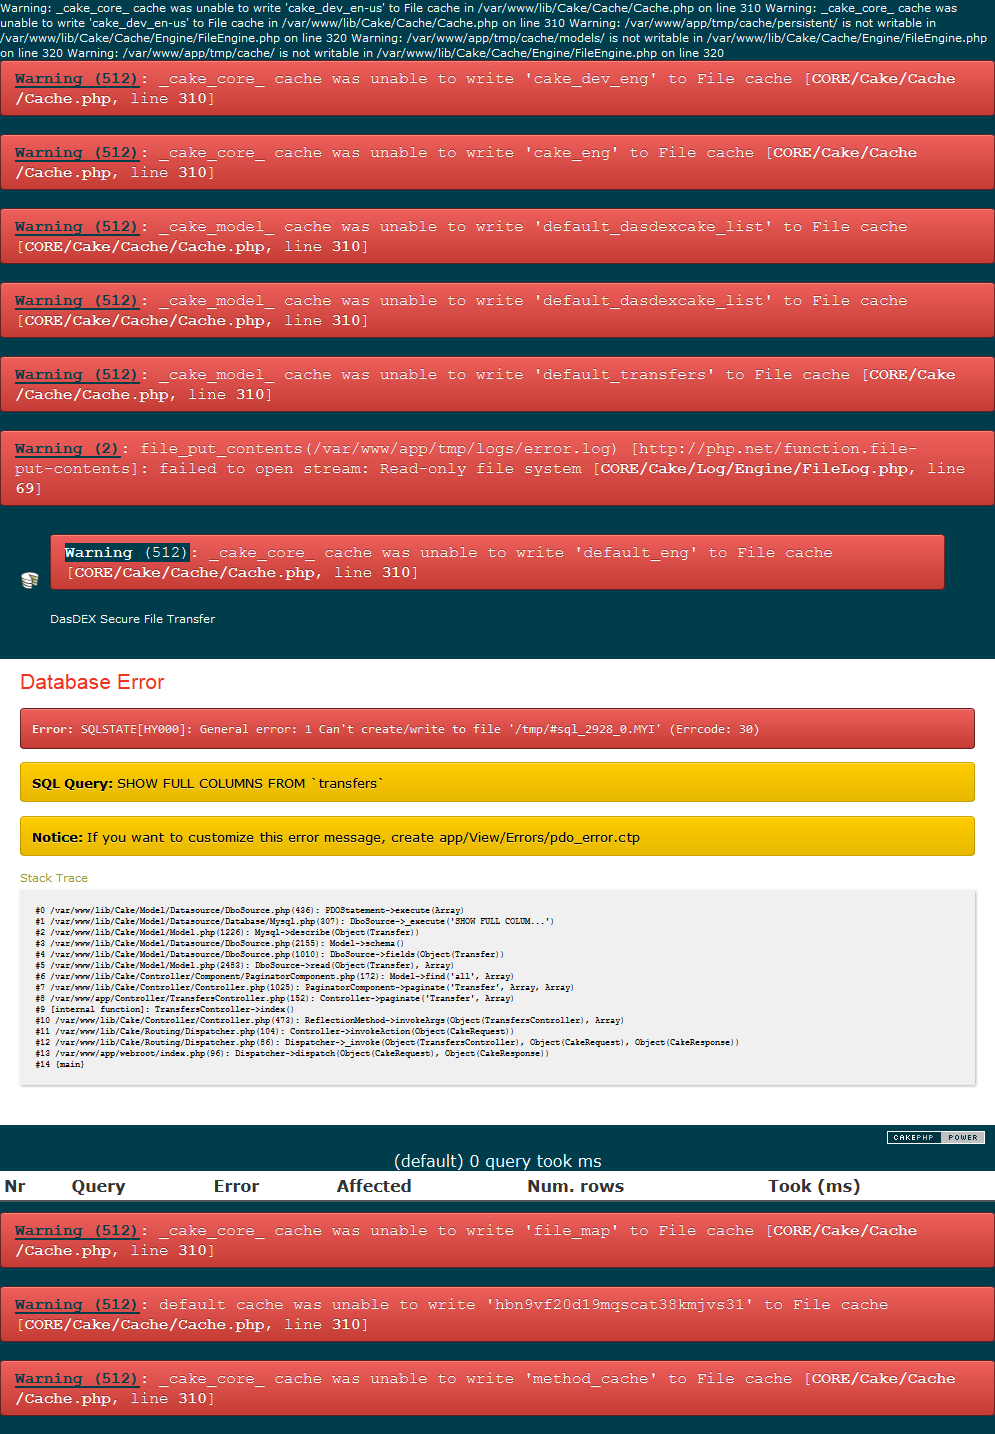 Warning: _cake_core_ cache was unable to write 'cake_dev_en-us' to File cache in /var/www/lib/Cake/Cache/Cache.php on line 310 Warning: _cake_core_ cache was
unable to write 'cake_dev_en-us' to File cache in /var/www/lib/Cake/Cache/Cache.php on line 310 Warning: /var/www/app/tmp/cache/persistent/ is not writable in
/var/www/lib/Cake/Cache/Engine/FileEngine.php on line 320 Warning: /var/www/app/tmp/cache/models/ is not writable in /var/www/lib/Cake/Cache/Engine/FileEngine.php
on line 320 Warning: /var/www/app/tmp/cache/ is not writable in /var/www/lib/Cake/Cache/Engine/FileEngine.php on line 320
Warning (512): _cake_core_ cache was unable to write 'cake_dev_eng' to File cache [CORE/Cake/Cache
/Cache.php, line 310]
Warning (512): _cake_core_ cache was unable to write 'cake_eng' to File cache [CORE/Cake/Cache
/Cache.php, line 310]
Warning (512): _cake_model_ cache was unable to write 'default_dasdexcake_list' to File cache
[CORE/Cake/Cache/Cache.php, line 310]
Warning (512): _cake_model_ cache was unable to write 'default_dasdexcake_list' to File cache
[CORE/Cake/Cache/Cache.php, line 310]
Warning (512): _cake_model_ cache was unable to write 'default_transfers' to File cache [CORE/Cake
/Cache/Cache.php, line 310]
Warning (2): file_put_contents(/var/www/app/tmp/logs/error.log) [http://php.net/function.file-
put-contents]: failed to open stream: Read-only file system [CORE/Cake/Log/Engine/FileLog.php, line
69]
Warning (512): _cake_core_ cache was unable to write 'default_eng' to File cache
[CORE/Cake/Cache/Cache.php, line 310]
DasDEX Secure File Transfer
Database Error
Error: SQLSTATE[HY000]: General error: 1 Can't create/write to file '/tmp/#sql_2928_0.MYI' (Errcode: 30)
SQL Query: SHOW FULL COLUMNS FROM `transfers`
Notice: If you want to customize this error message, create app/View/Errors/pdo_error.ctp
Stack Trace
#0 /var/www/lib/Cake/Model/Datasource/DboSource.php(436): PDOStatement->execute(Array)
#1 /var/www/lib/Cake/Model/Datasource/Database/Mysql.php(307): DboSource->_execute('SHOW FULL COLUM...')
#2 /var/www/lib/Cake/Model/Model.php(1226): Mysql->describe(Object(Transfer))
#3 /var/www/lib/Cake/Model/Datasource/DboSource.php(2155): Model->schema()
#4 /var/www/lib/Cake/Model/Datasource/DboSource.php(1010): DboSource->fields(Object(Transfer))
#5 /var/www/lib/Cake/Model/Model.php(2483): DboSource->read(Object(Transfer), Array)
#6 /var/www/lib/Cake/Controller/Component/PaginatorComponent.php(172): Model->find('all', Array)
#7 /var/www/lib/Cake/Controller/Controller.php(1025): PaginatorComponent->paginate('Transfer', Array, Array)
#8 /var/www/app/Controller/TransfersController.php(152): Controller->paginate('Transfer', Array)
#9 [internal function]: TransfersController->index()
#10 /var/www/lib/Cake/Controller/Controller.php(473): ReflectionMethod->invokeArgs(Object(TransfersController), Array)
#11 /var/www/lib/Cake/Routing/Dispatcher.php(104): Controller->invokeAction(Object(CakeRequest))
#12 /var/www/lib/Cake/Routing/Dispatcher.php(86): Dispatcher->_invoke(Object(TransfersController), Object(CakeRequest), Object(CakeResponse))
#13 /var/www/app/webroot/index.php(96): Dispatcher->dispatch(Object(CakeRequest), Object(CakeResponse))
#14 {main}
CAKEPHP POWER
(default) 0 query took ms
Nr Query Error Affected Num. rows Took (ms)
Warning (512): _cake_core_ cache was unable to write 'file_map' to File cache [CORE/Cake/Cache
/Cache.php, line 310]
Warning (512): default cache was unable to write 'hbn9vf20d19mqscat38kmjvs31' to File cache
[CORE/Cake/Cache/Cache.php, line 310]
Warning (512): _cake_core_ cache was unable to write 'method_cache' to File cache [CORE/Cake/Cache
/Cache.php, line 310]